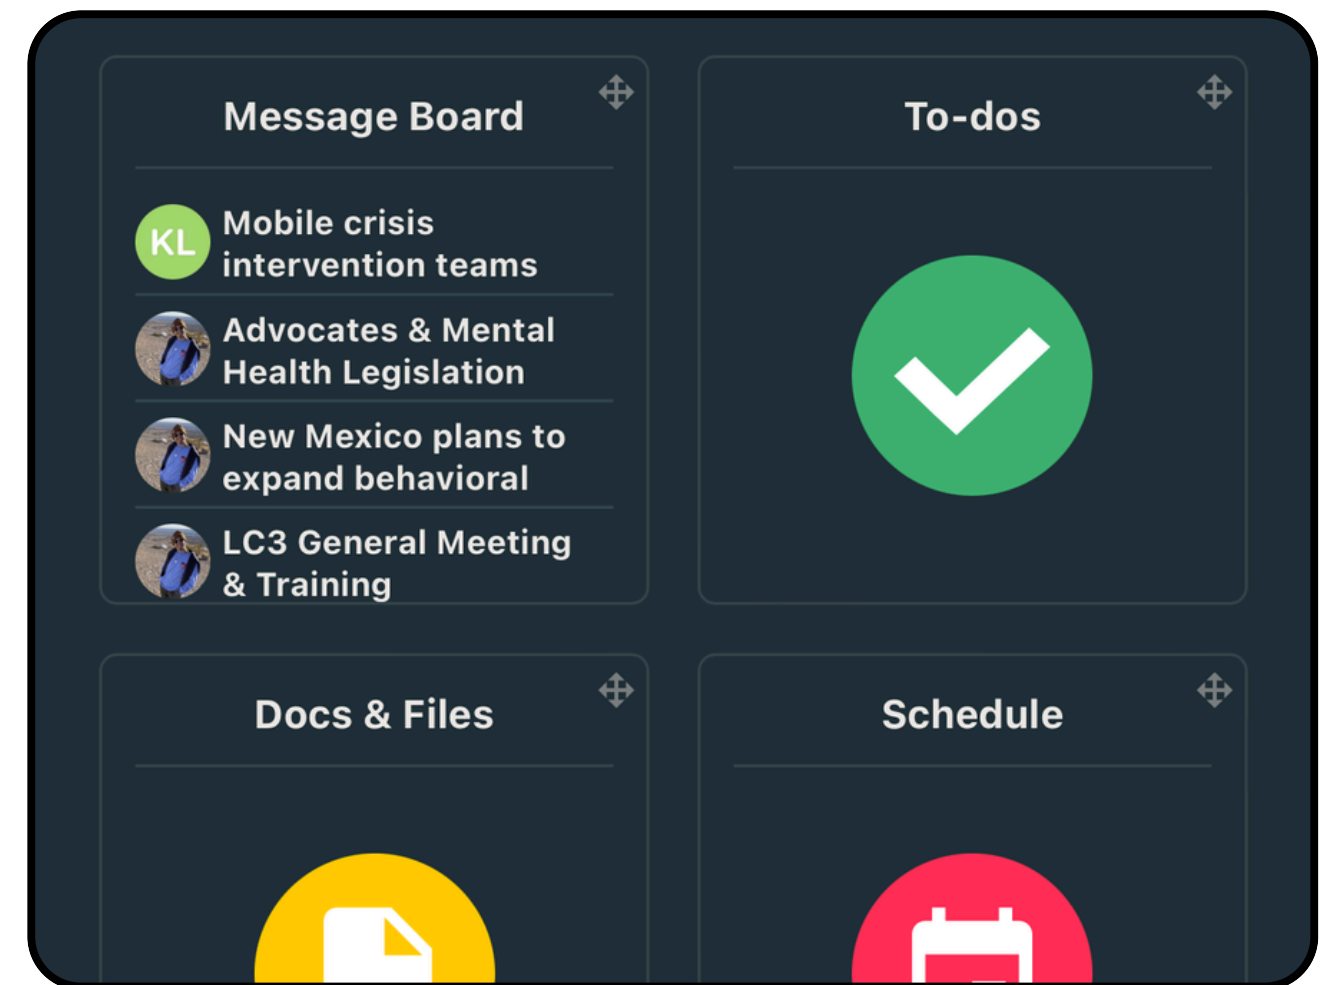 Message Board
KL
Mobile crisis
intervention teams
Advocates & Mental
Health Legislation
New Mexico plans to
expand behavioral
LC3 General Meeting
& Training
To-dos
Docs & Files
Schedule